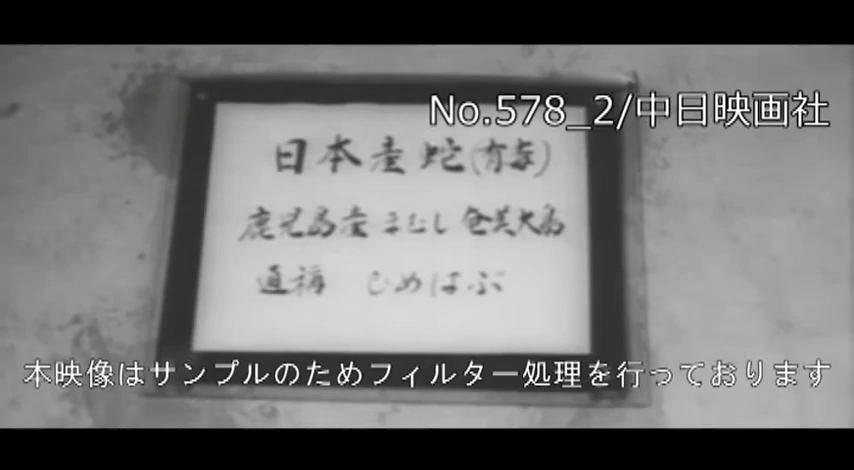 No.578_2/中日映画社
日本産蛇(有毒)
鹿児島産まむし 奄美大島
通称 ひめはぶ
本映像はサンプルのためフィルター処理を行っております